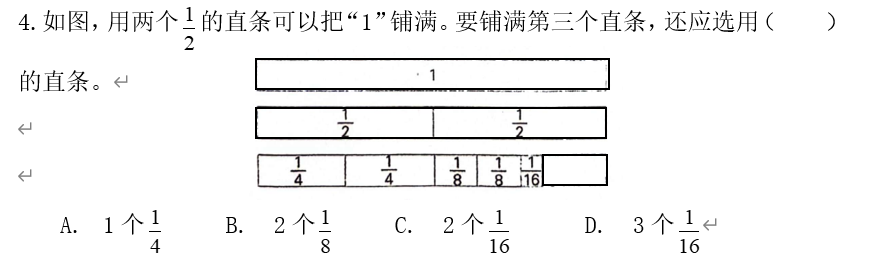 4.如图，用两个1/2的直条可以把“1”铺满。要铺满第三个直条，还应选用（　　）
的直条。↵
1
↵ 1/2 1/2
↵ 1/4 1/4 1/8 1/8 1/16
A. 1个1/4 B. 2个1/8 C. 2个1/16 D. 3个1/16↵